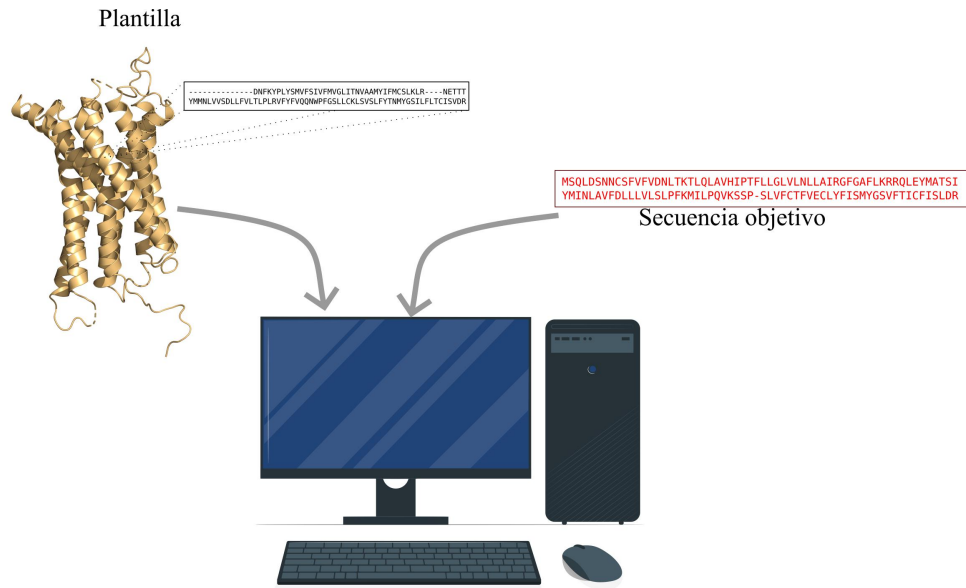 Plantilla
--------------DNFKYPLYSMVFSIVFMVGLITNVAAMYIFMCSLKLR----NETTT
YMMNLVVSDLLFVLTLPLRVFYFVQQNWPFGSLLCKLSVSLFYTNMYGSILFLTCISVDR
MSQLDSNNCSFVFVDNLTKTLQLAVHIPTFLLGLVLNLLAIRGFGAFLKRRQLEYMATSI
YMINLAVFDLLLVLSLPFKMILPQVKSSP-SLVFCTFVECLYFISMYGSVFTICFISLDR
Secuencia objetivo